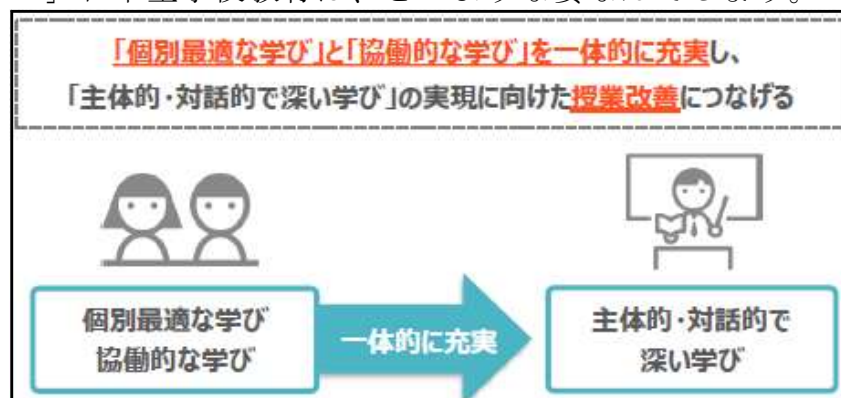 「個別最適な学び」と「協働的な学び」を一体的に充実し、
「主体的・対話的で深い学び」の実現に向けた授業改善につなげる
個別最適な学び
協働的な学び
一体的に充実
主体的・対話的で
深い学び